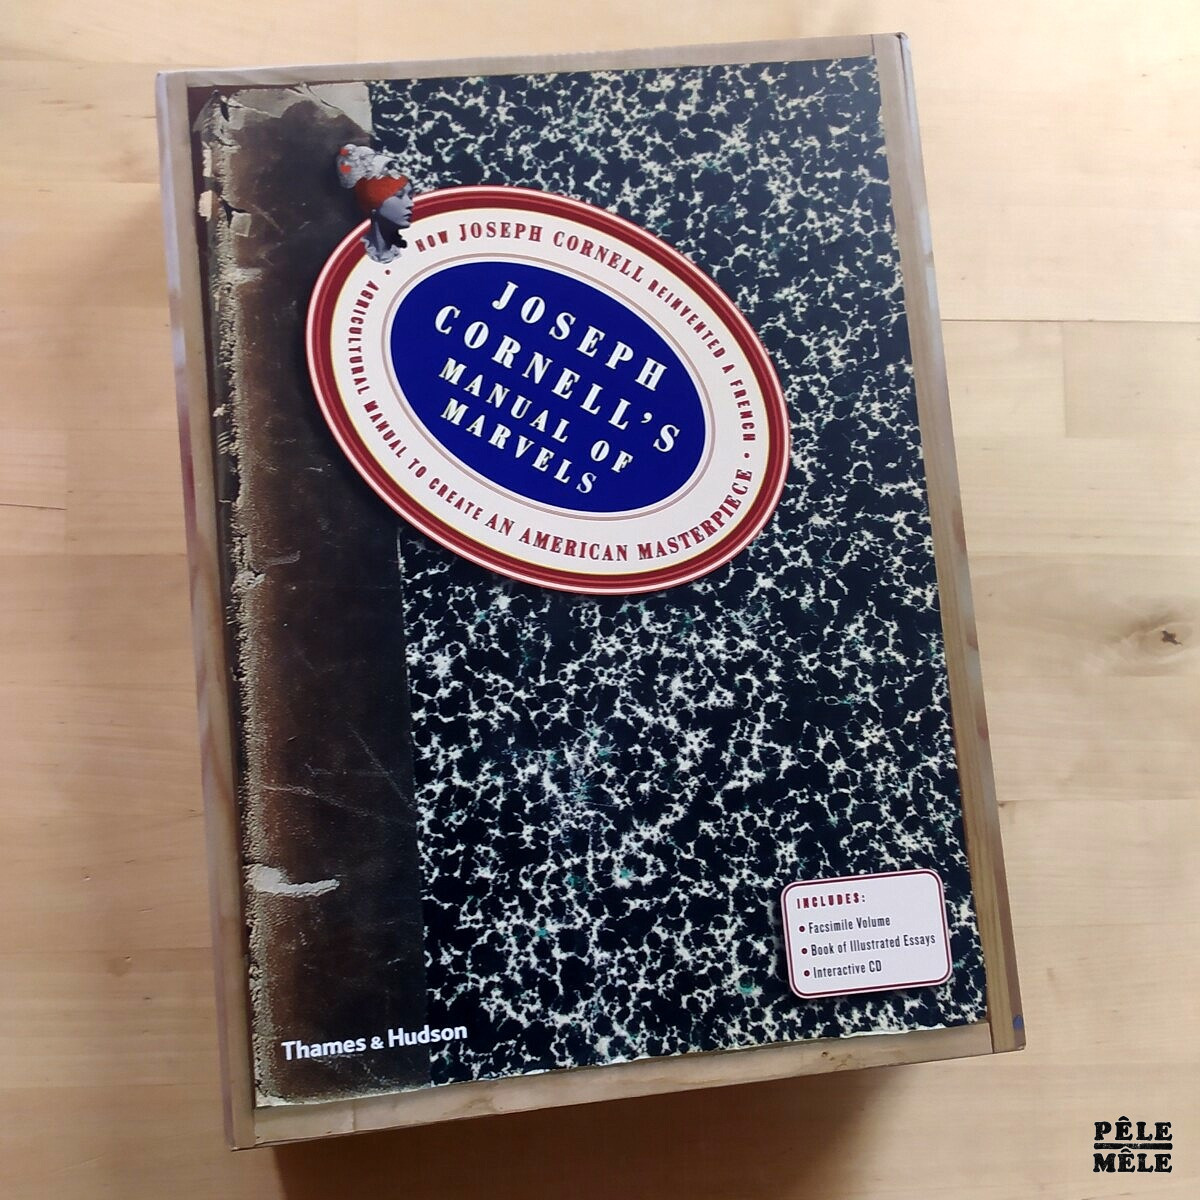 HOW JOSEPH CORNELL REINVENTED A FRENCH
AGRICULTURAL MANUAL TO CREATE AN AMERICAN MASTERPIECE
JOSEPH
CORNELL'S
MANUAL OF
MARVELS
INCLUDES:
• Facsimile Volume
• Book of Illustrated Essays
• Interactive CD
Thames & Hudson
PÊLE
MÊLE